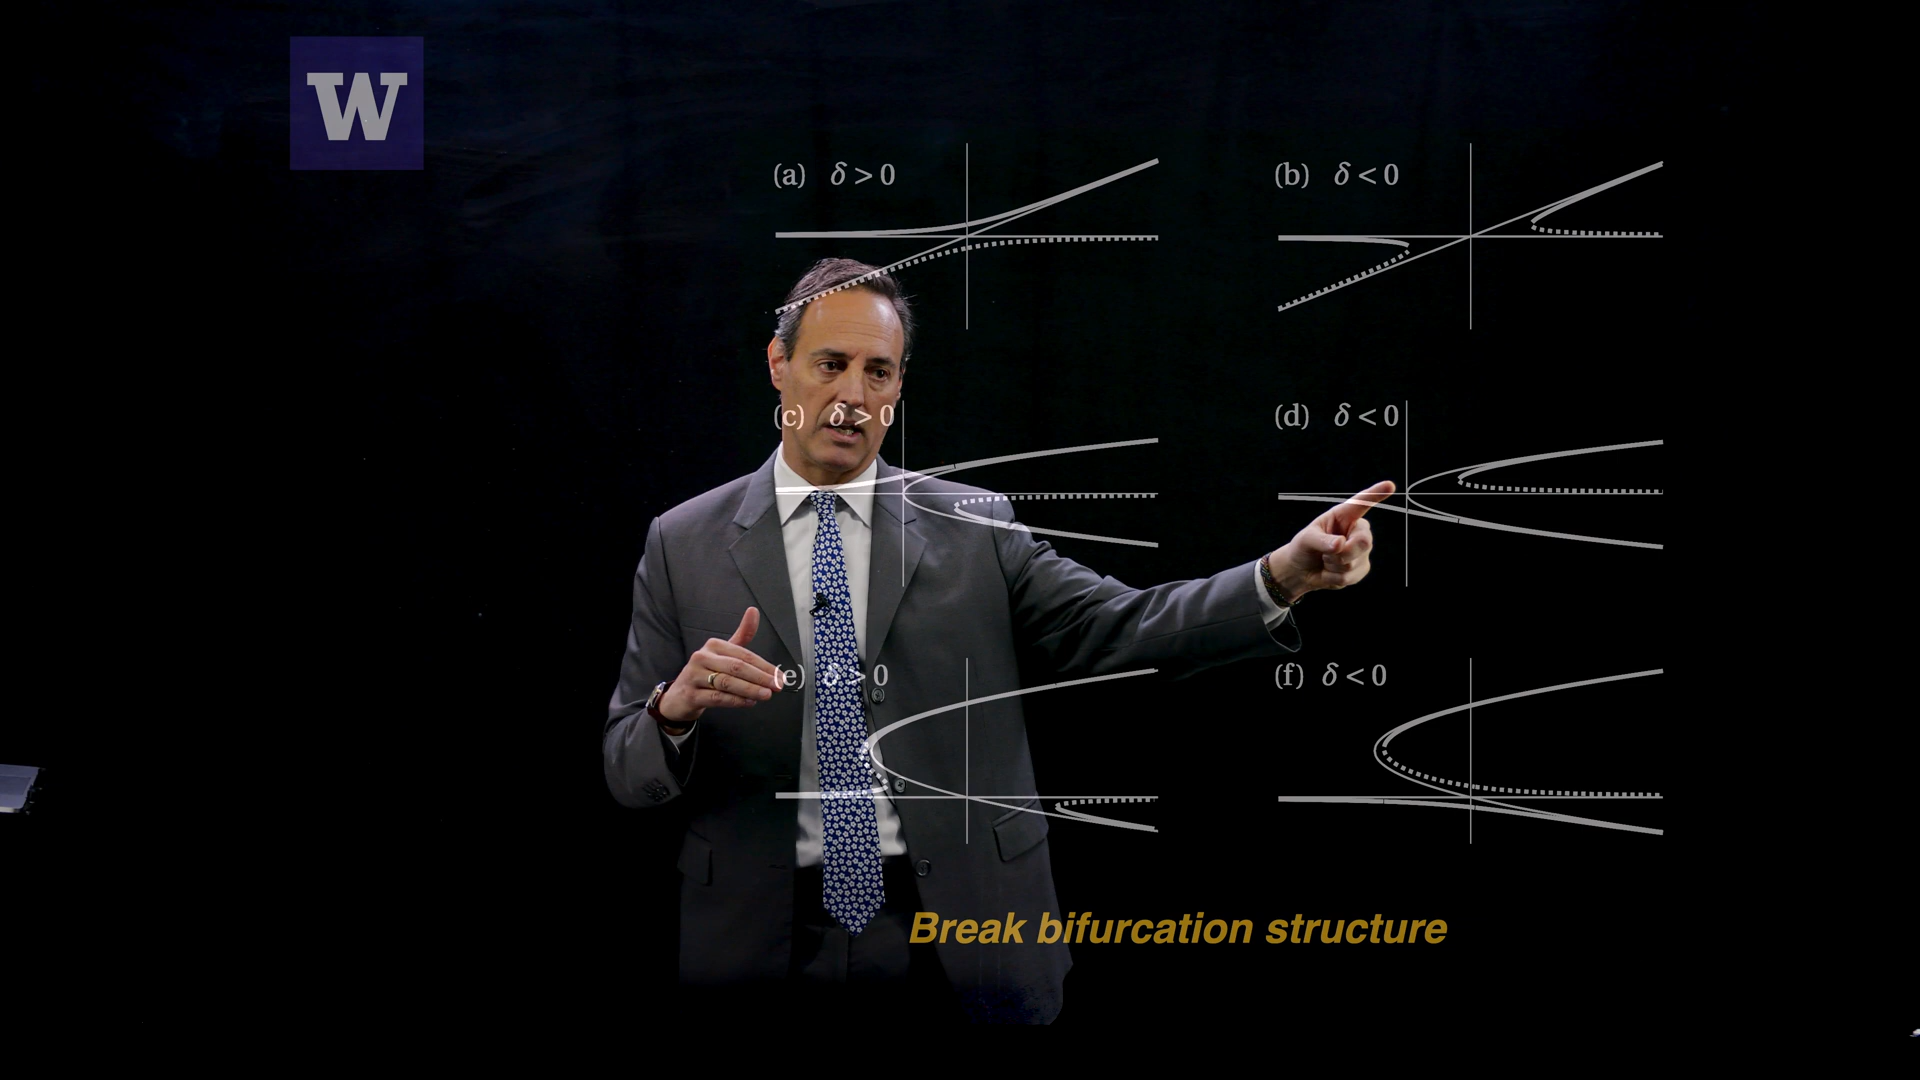 W
(a) δ > 0
(b) δ < 0
(c) δ > 0
(d) δ < 0
(e) δ > 0
(f) δ < 0
Break bifurcation structure